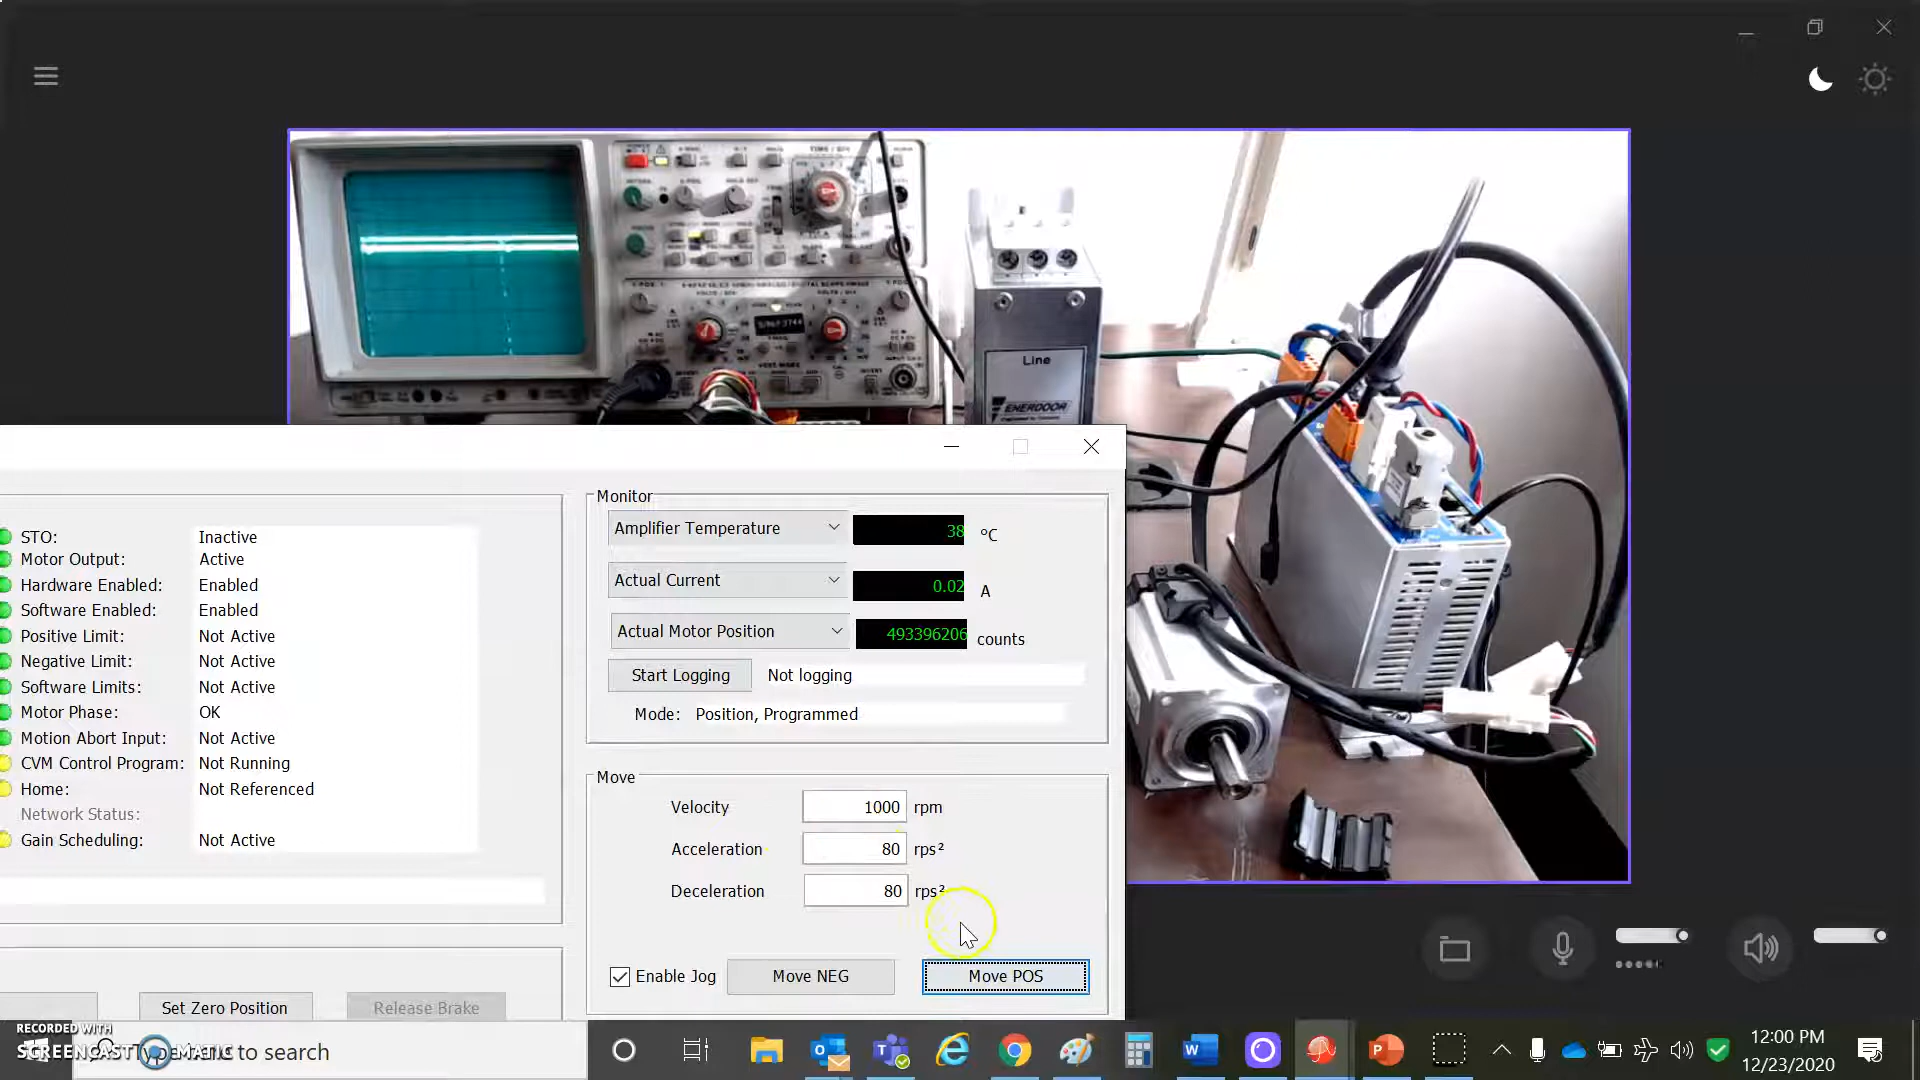 TIME / DIV
Line
ENERDOOR
STO: Inactive
Motor Output: Active
Hardware Enabled: Enabled
Software Enabled: Enabled
Positive Limit: Not Active
Negative Limit: Not Active
Software Limits: Not Active
Motor Phase: OK
Motion Abort Input: Not Active
CVM Control Program: Not Running
Home: Not Referenced
Network Status:
Gain Scheduling: Not Active
Set Zero Position
Release Brake
Monitor
Amplifier Temperature 38 °C
Actual Current 0.02 A
Actual Motor Position 493396206 counts
Start Logging Not logging
Mode: Position, Programmed
Move
Velocity 1000 rpm
Acceleration 80 rps²
Deceleration 80 rps²
Enable Jog Move NEG Move POS
RECORDED WITH
SCREENCAST MATIC
to search
12:00 PM
12/23/2020